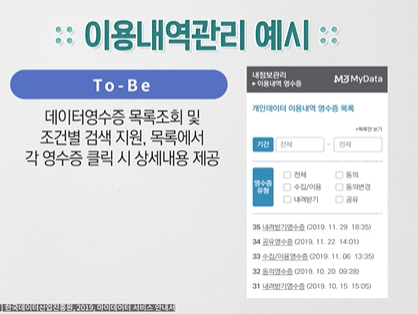 이용내역관리 예시
To-Be
데이터영수증 목록조회 및
조건별 검색 지원, 목록에서
각 영수증 클릭 시 상세내용 제공
내정보관리
▸ 이용내역 영수증
MyData
개인데이터 이용내역 영수증 목록
+목록만 보기
기간 전체 - 전체
영수증
유형
전체 동의
수집/이용 동의변경
내려받기 공유
35 내려받기영수증 (2019. 11. 29 18:35)
34 공유영수증 (2019. 11. 22 14:01)
33 수집/이용영수증 (2019. 11. 06 13:35)
32 동의영수증 (2019. 10. 20 09:28)
31 내려받기영수증 (2019. 10. 15 15:05)
] 한국데이터산업진흥원, 2019, 마이데이터 서비스 안내서